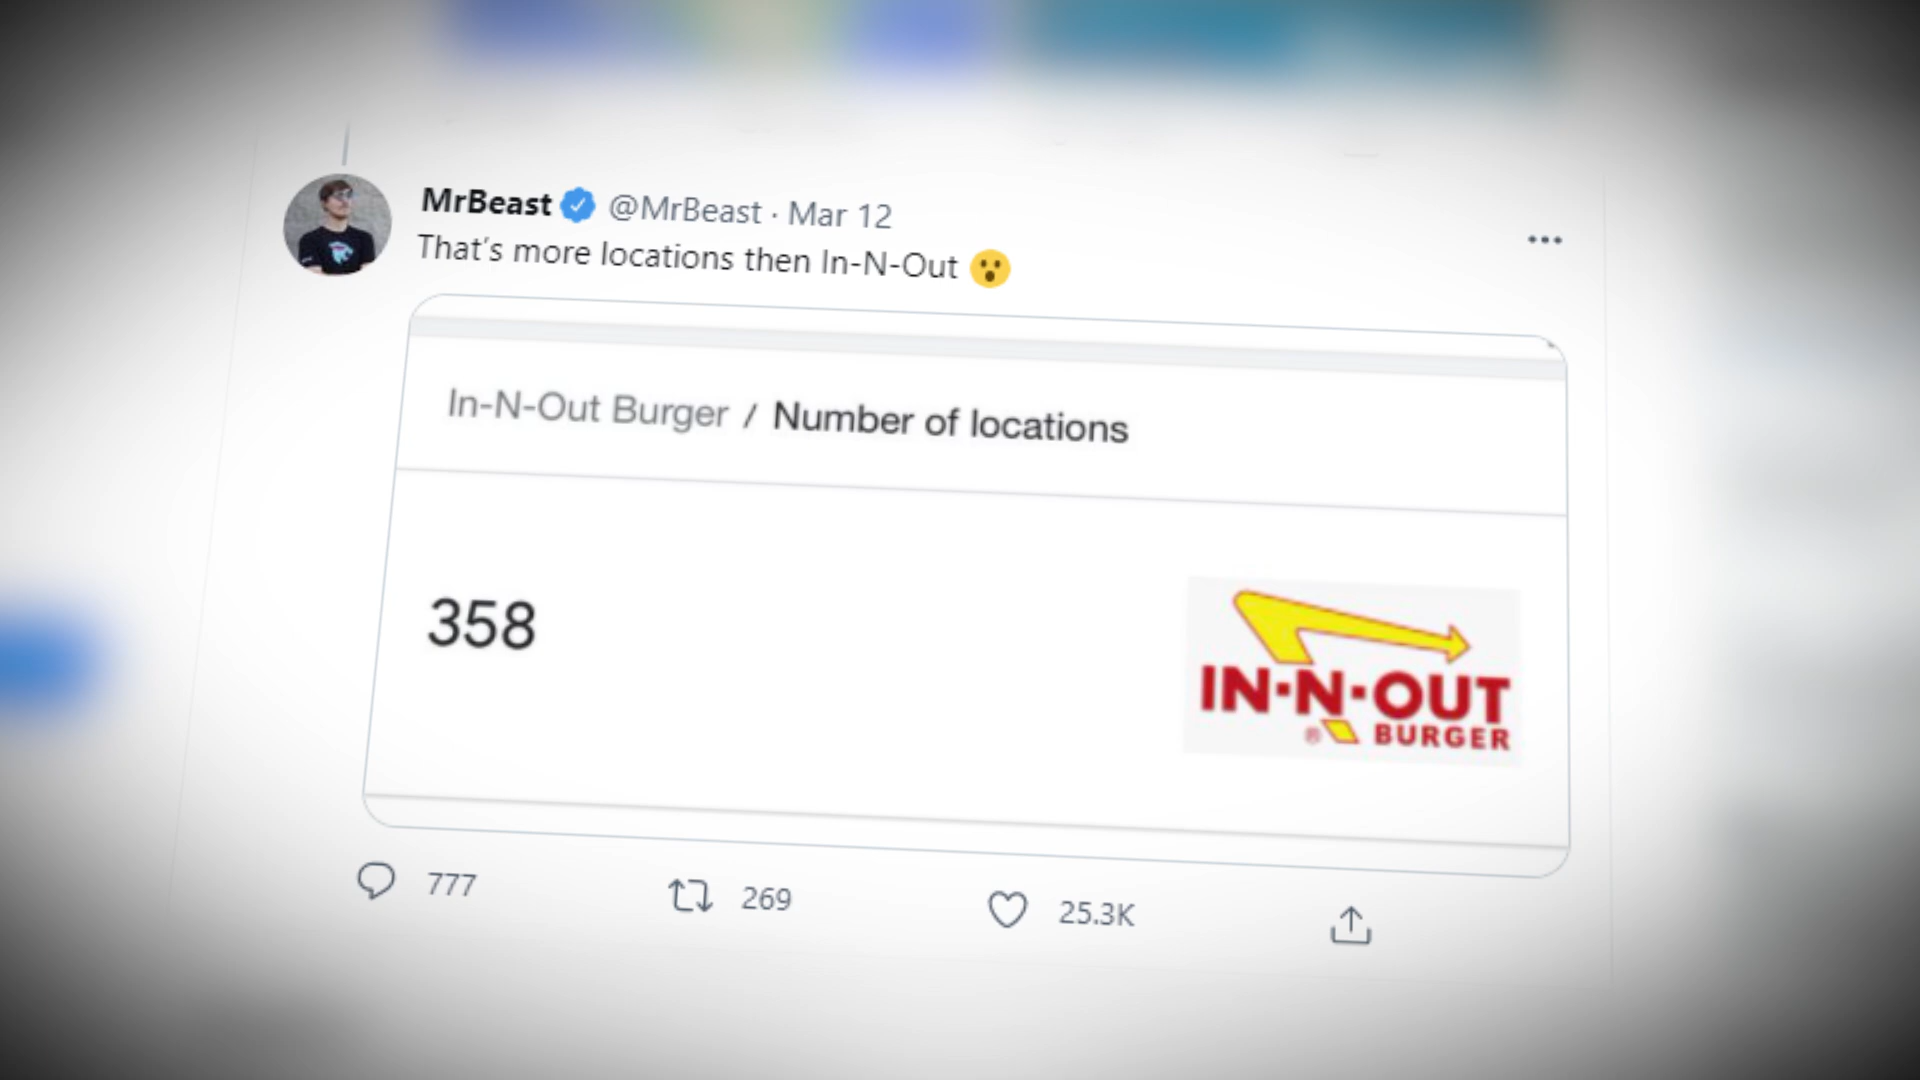 MrBeast @MrBeast · Mar 12
That's more locations then In-N-Out 😮
In-N-Out Burger / Number of locations
358
IN-N-OUT
® BURGER
777 269 25.3K